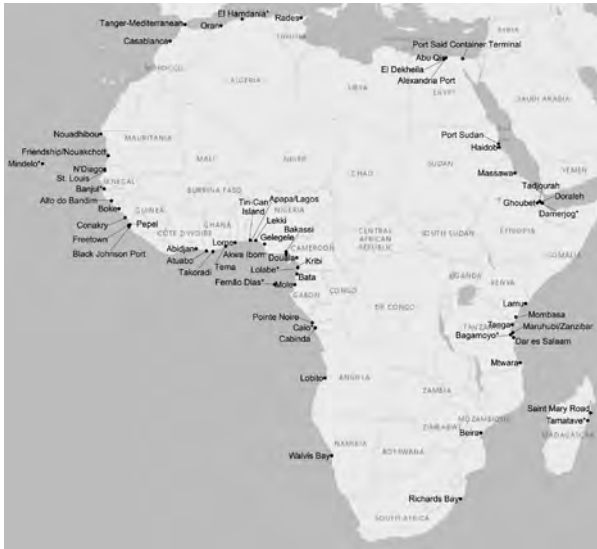 El Hamdania*
Rades
Tanger-Mediterranean
Oran
Casablanca
TUNISIA
SYRIA
Port Said Container Terminal
Abu Qir
El Dekheila
Alexandria Port
MOROCCO
ALGERIA
LIBYA
EGYPT
SAUDI ARABIA
Nouadhibou
MAURITANIA
Port Sudan
Haidob
Friendship/Nouakchott
Mindelo*
MALI
NIGER
CHAD
SUDAN
Massawa
YEMEN
N'Diago
St. Louis
SENEGAL
Banjul*
Tadjourah
Doraleh
Ghoubet
Damerjog*
Alto do Bandim
BURKINA FASO
Tin-Can
Island
Apapa/Lagos
Lekki
NIGERIA
Bakassi
Boke
GUINEA
GHANA
Gelegele
Conakry
Pepel
CÔTE D'IVOIRE
Lome
CAMEROON
CENTRAL
AFRICAN
REPUBLIC
SOUTH SUDAN
ETHIOPIA
Freetown
Abidjan
Akwa Ibom
Douala
Black Johnson Port
Atuabo
Kribi
SOMALIA
Takoradi
Tema
Lolabe*
Bata
UGANDA
Fernão Dias*
Mole
GABON
CONGO
KENYA
DR CONGO
Lamu
Pointe Noire
Mombasa
Caio*
TANZANIA
Tanga
Maruhubi/Zanzibar
Cabinda
Bagamoyo*
Dar es Salaam
Mtwara
Lobito
ANGOLA
ZAMBIA
Saint Mary Road
MOZAMBIQUE
Tamatave*
ZIMBABWE
Beira
MADAGASCAR
NAMIBIA
BOTSWANA
Walvis Bay
Richards Bay
SOUTH AFRICA